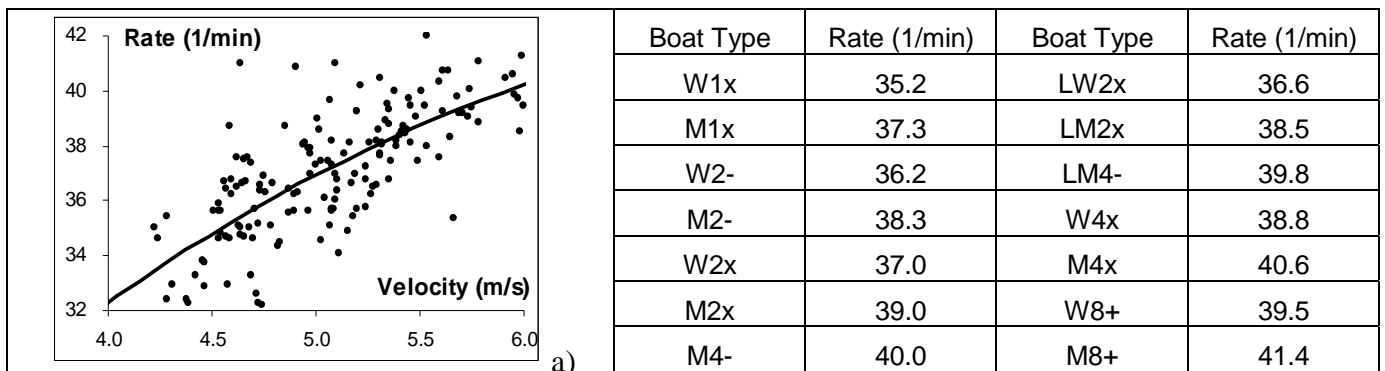 Rate (1/min)
42
40
38
36
34
32
Velocity (m/s)
4.0 4.5 5.0 5.5 6.0
a)
Boat Type Rate (1/min) Boat Type Rate (1/min)
W1x 35.2 LW2x 36.6
M1x 37.3 LM2x 38.5
W2- 36.2 LM4- 39.8
M2- 38.3 W4x 38.8
W2x 37.0 M4x 40.6
M2x 39.0 W8+ 39.5
M4- 40.0 M8+ 41.4